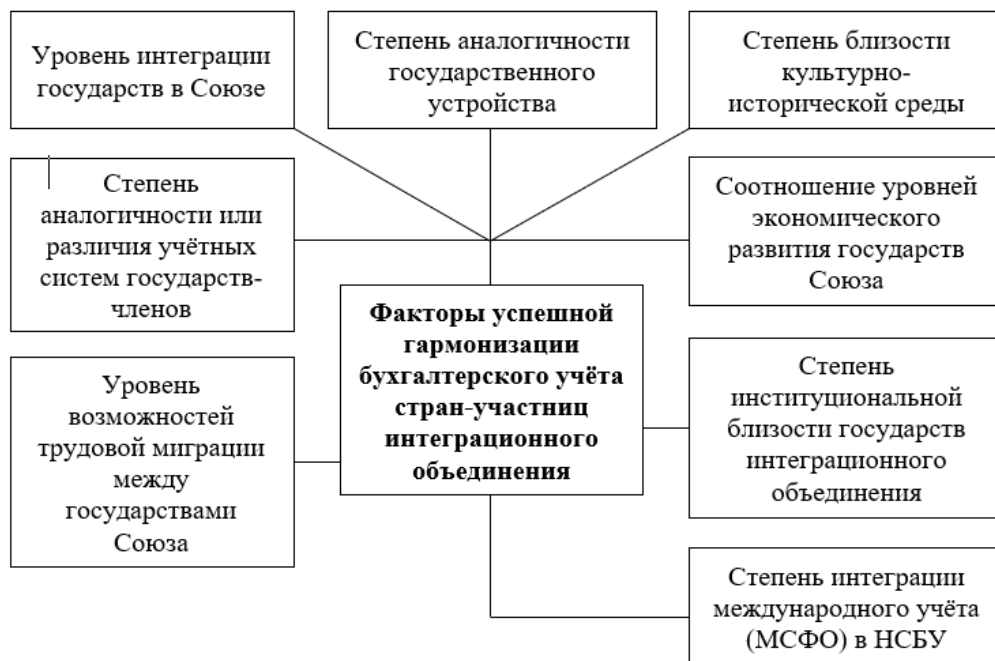 Уровень интеграции
государств в Союзе
Степень аналогичности
государственного
устройства
Степень близости
культурно-
исторической среды
Степень
аналогичности или
различия учётных
систем государств-
членов
Соотношение уровней
экономического
развития государств
Союза
Факторы успешной
гармонизации
бухгалтерского учёта
стран-участниц
интеграционного
объединения
Уровень
возможностей
трудовой миграции
между
государствами
Союза
Степень
институциональной
близости государств
интеграционного
объединения
Степень интеграции
международного учёта
(МСФО) в НСБУ